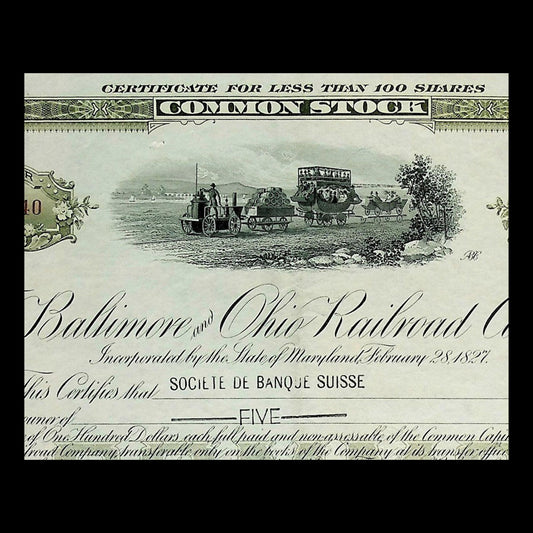 CERTIFICATE FOR LESS THAN 100 SHARES
COMMON STOCK
Baltimore and Ohio Railroad
Incorporated by the State of Maryland, February 28, 1827.
This Certifies that SOCIETE DE BANQUE SUISSE
owner of FIVE
of One Hundred Dollars each, full paid and non-assessable, of the Common
Company, transferable only on the books of the Company at its transfer